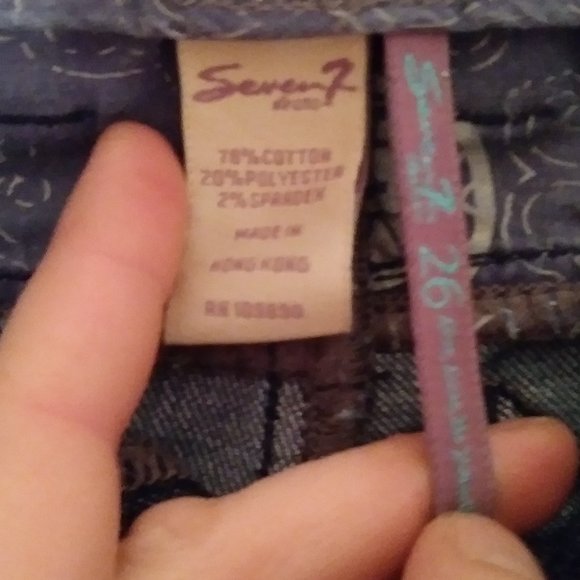 Seven7
78%COTTON
20%POLYESTER
2%SPANDEX
MADE IN
HONG KONG
Seven7 26